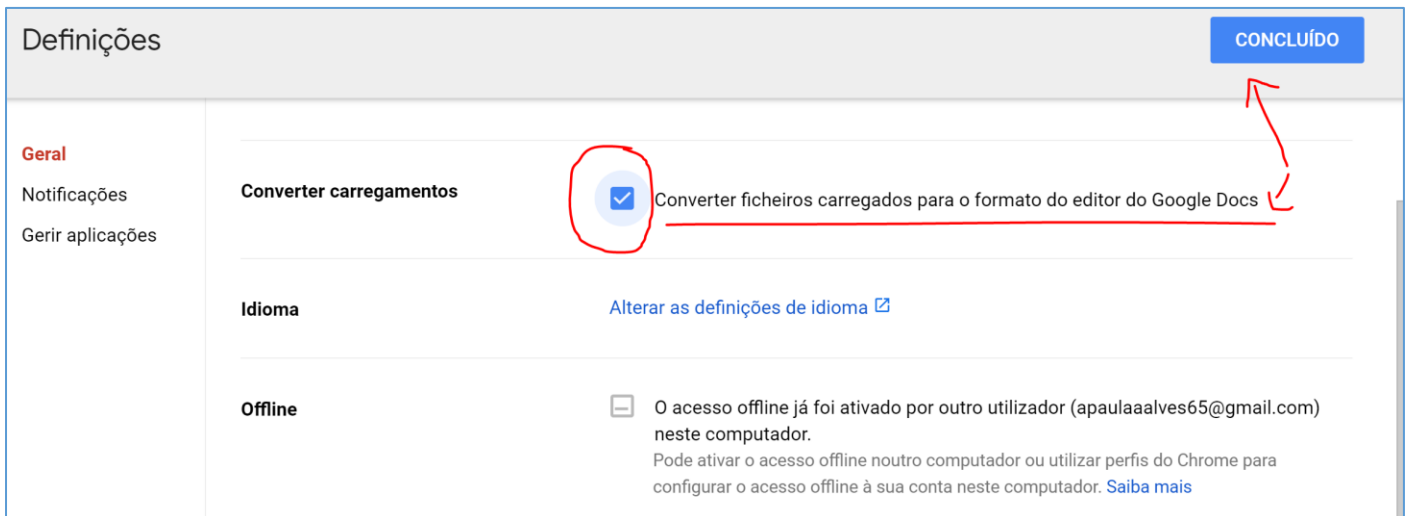 Definições
CONCLUÍDO
Geral
Notificações
Gerir aplicações
Converter carregamentos
Converter ficheiros carregados para o formato do editor do Google Docs
Idioma
Alterar as definições de idioma
Offline
O acesso offline já foi ativado por outro utilizador (apaulaaalves65@gmail.com)
neste computador.
Pode ativar o acesso offline noutro computador ou utilizar perfis do Chrome para
configurar o acesso offline à sua conta neste computador. Saiba mais